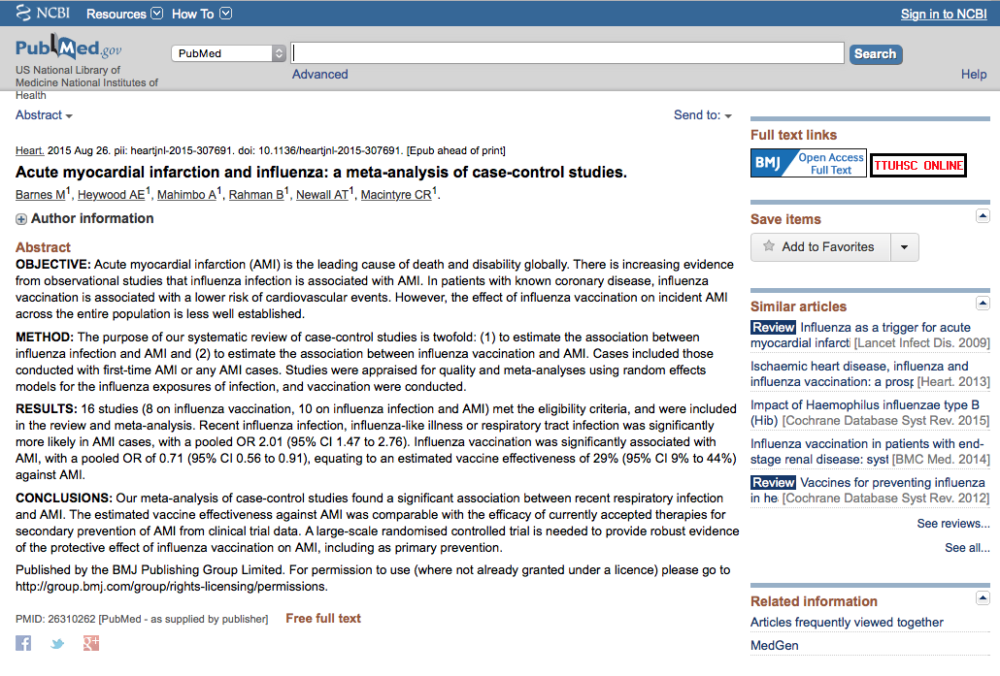 NCBI Resources How To Sign in to NCBI
PubMed.gov
US National Library of
Medicine National Institutes of
Health
PubMed
Search
Advanced
Help
Abstract
Send to:
Heart. 2015 Aug 26. pii: heartjnl-2015-307691. doi: 10.1136/heartjnl-2015-307691. [Epub ahead of print]
Acute myocardial infarction and influenza: a meta-analysis of case-control studies.
Barnes M1, Heywood AE1, Mahimbo A1, Rahman B1, Newall AT1, Macintyre CR1.
Author information
Abstract
OBJECTIVE: Acute myocardial infarction (AMI) is the leading cause of death and disability globally. There is increasing evidence
from observational studies that influenza infection is associated with AMI. In patients with known coronary disease, influenza
vaccination is associated with a lower risk of cardiovascular events. However, the effect of influenza vaccination on incident AMI
across the entire population is less well established.
METHOD: The purpose of our systematic review of case-control studies is twofold: (1) to estimate the association between
influenza infection and AMI and (2) to estimate the association between influenza vaccination and AMI. Cases included those
conducted with first-time AMI or any AMI cases. Studies were appraised for quality and meta-analyses using random effects
models for the influenza exposures of infection, and vaccination were conducted.
RESULTS: 16 studies (8 on influenza vaccination, 10 on influenza infection and AMI) met the eligibility criteria, and were included
in the review and meta-analysis. Recent influenza infection, influenza-like illness or respiratory tract infection was significantly
more likely in AMI cases, with a pooled OR 2.01 (95% CI 1.47 to 2.76). Influenza vaccination was significantly associated with
AMI, with a pooled OR of 0.71 (95% CI 0.56 to 0.91), equating to an estimated vaccine effectiveness of 29% (95% CI 9% to 44%)
against AMI.
CONCLUSIONS: Our meta-analysis of case-control studies found a significant association between recent respiratory infection
and AMI. The estimated vaccine effectiveness against AMI was comparable with the efficacy of currently accepted therapies for
secondary prevention of AMI from clinical trial data. A large-scale randomised controlled trial is needed to provide robust evidence
of the protective effect of influenza vaccination on AMI, including as primary prevention.
Published by the BMJ Publishing Group Limited. For permission to use (where not already granted under a licence) please go to
http://group.bmj.com/group/rights-licensing/permissions.
PMID: 26310262 [PubMed - as supplied by publisher] Free full text
Full text links
BMJ Open Access
Full Text
TTUHSC ONLINE
Save items
Add to Favorites
Similar articles
Review Influenza as a trigger for acute
myocardial infarcti [Lancet Infect Dis. 2009]
Ischaemic heart disease, influenza and
influenza vaccination: a prosp [Heart. 2013]
Impact of Haemophilus influenzae type B
(Hib) [Cochrane Database Syst Rev. 2015]
Influenza vaccination in patients with end-
stage renal disease: syst [BMC Med. 2014]
Review Vaccines for preventing influenza
in he [Cochrane Database Syst Rev. 2012]
See reviews...
See all...
Related information
Articles frequently viewed together
MedGen